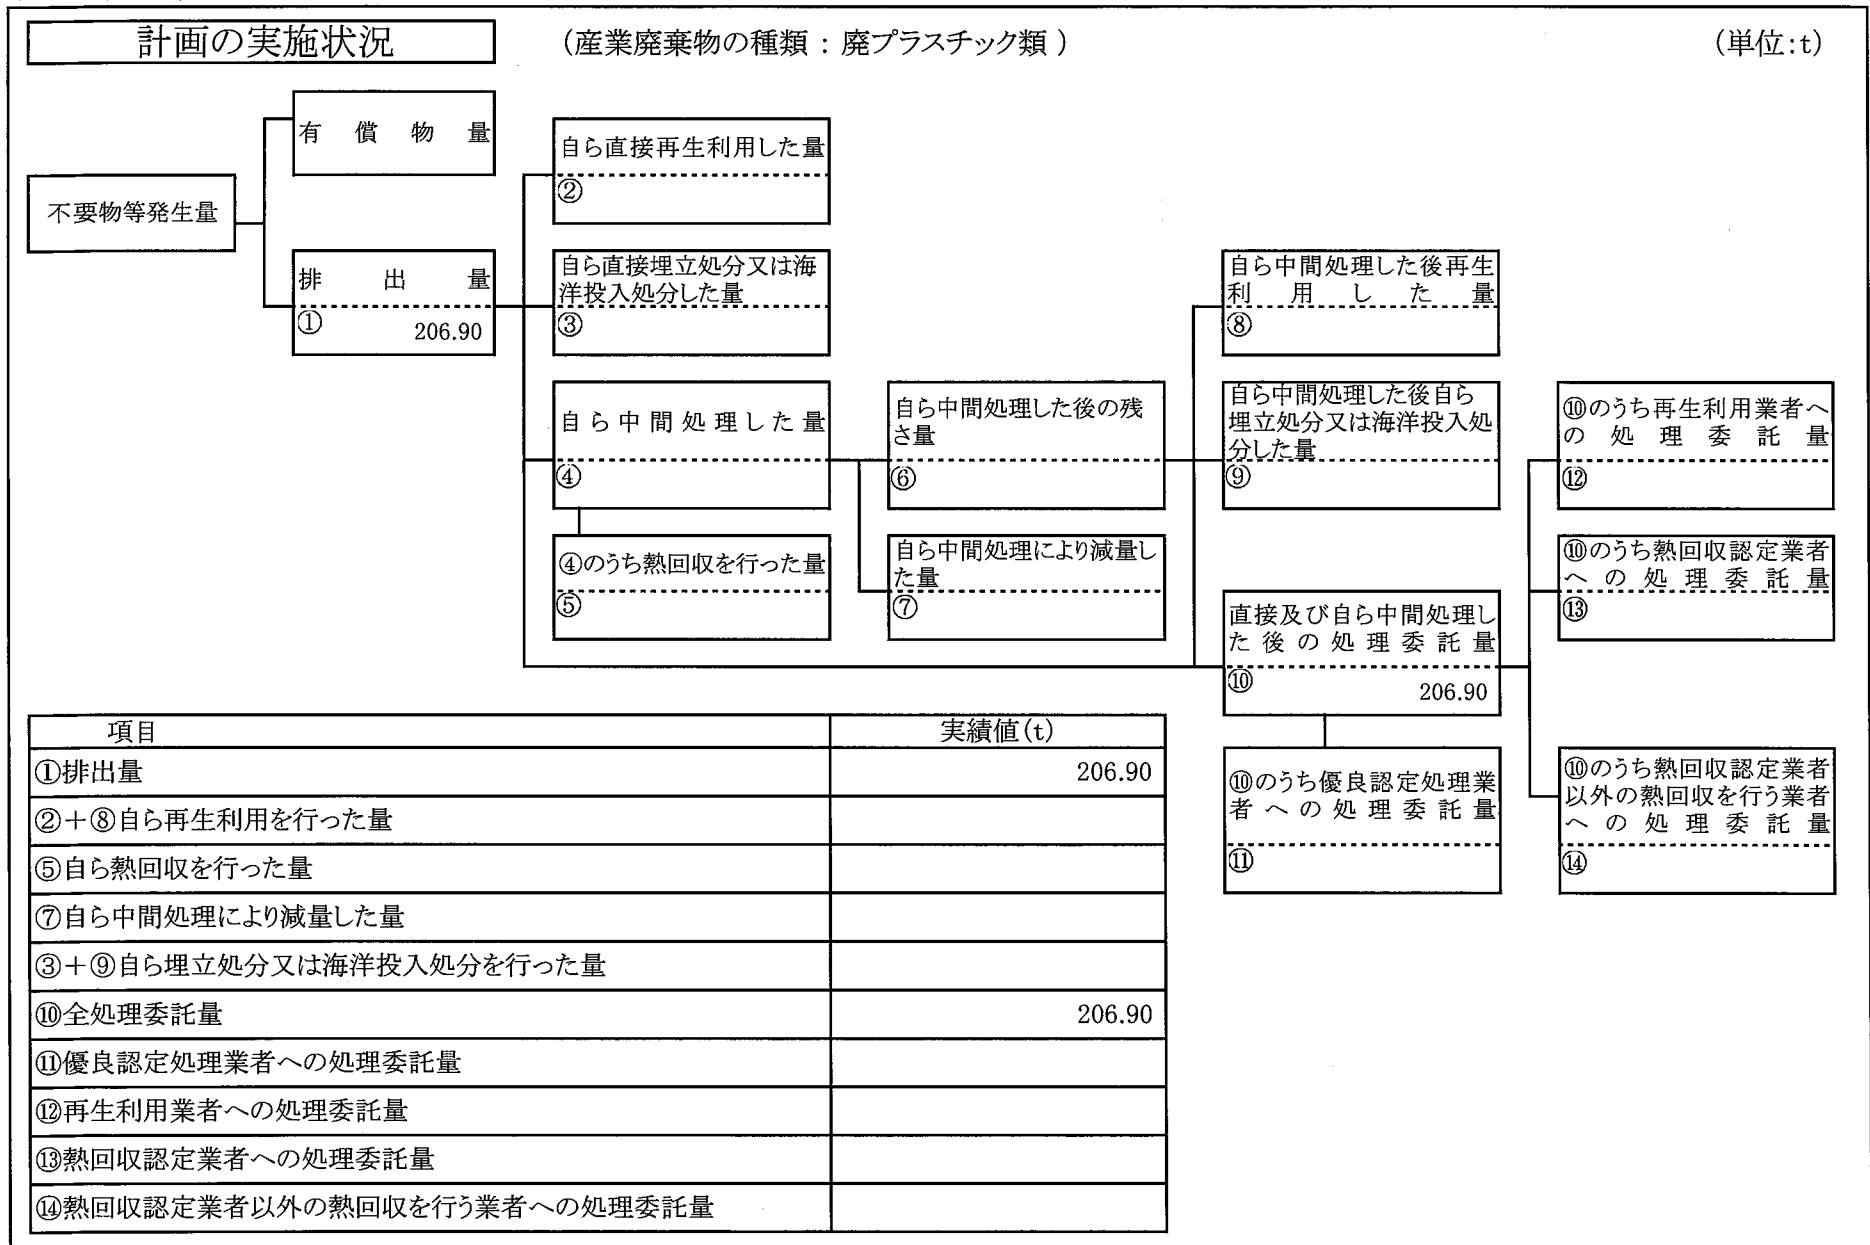 計画の実施状況
(産業廃棄物の種類：廃プラスチック類)
(単位:t)
不要物等発生量
有償物量
排出量
①
206.90
自ら直接再生利用した量
②
自ら直接埋立処分又は海
洋投入処分した量
③
自ら中間処理した量
④
④のうち熱回収を行った量
⑤
自ら中間処理した後の残
さ量
⑥
自ら中間処理により減量し
た量
⑦
自ら中間処理した後再生
利用した量
⑧
自ら中間処理した後自ら
埋立処分又は海洋投入処
分した量
⑨
直接及び自ら中間処理し
た後の処理委託量
⑩
206.90
⑩のうち優良認定処理業
者への処理委託量
⑪
⑩のうち再生利用業者へ
の処理委託量
⑫
⑩のうち熱回収認定業者
への処理委託量
⑬
⑩のうち熱回収認定業者
以外の熱回収を行う業者
への処理委託量
⑭
項目 実績値(t)
①排出量 206.90
②＋⑧自ら再生利用を行った量
⑤自ら熱回収を行った量
⑦自ら中間処理により減量した量
③＋⑨自ら埋立処分又は海洋投入処分を行った量
⑩全処理委託量 206.90
⑪優良認定処理業者への処理委託量
⑫再生利用業者への処理委託量
⑬熱回収認定業者への処理委託量
⑭熱回収認定業者以外の熱回収を行う業者への処理委託量